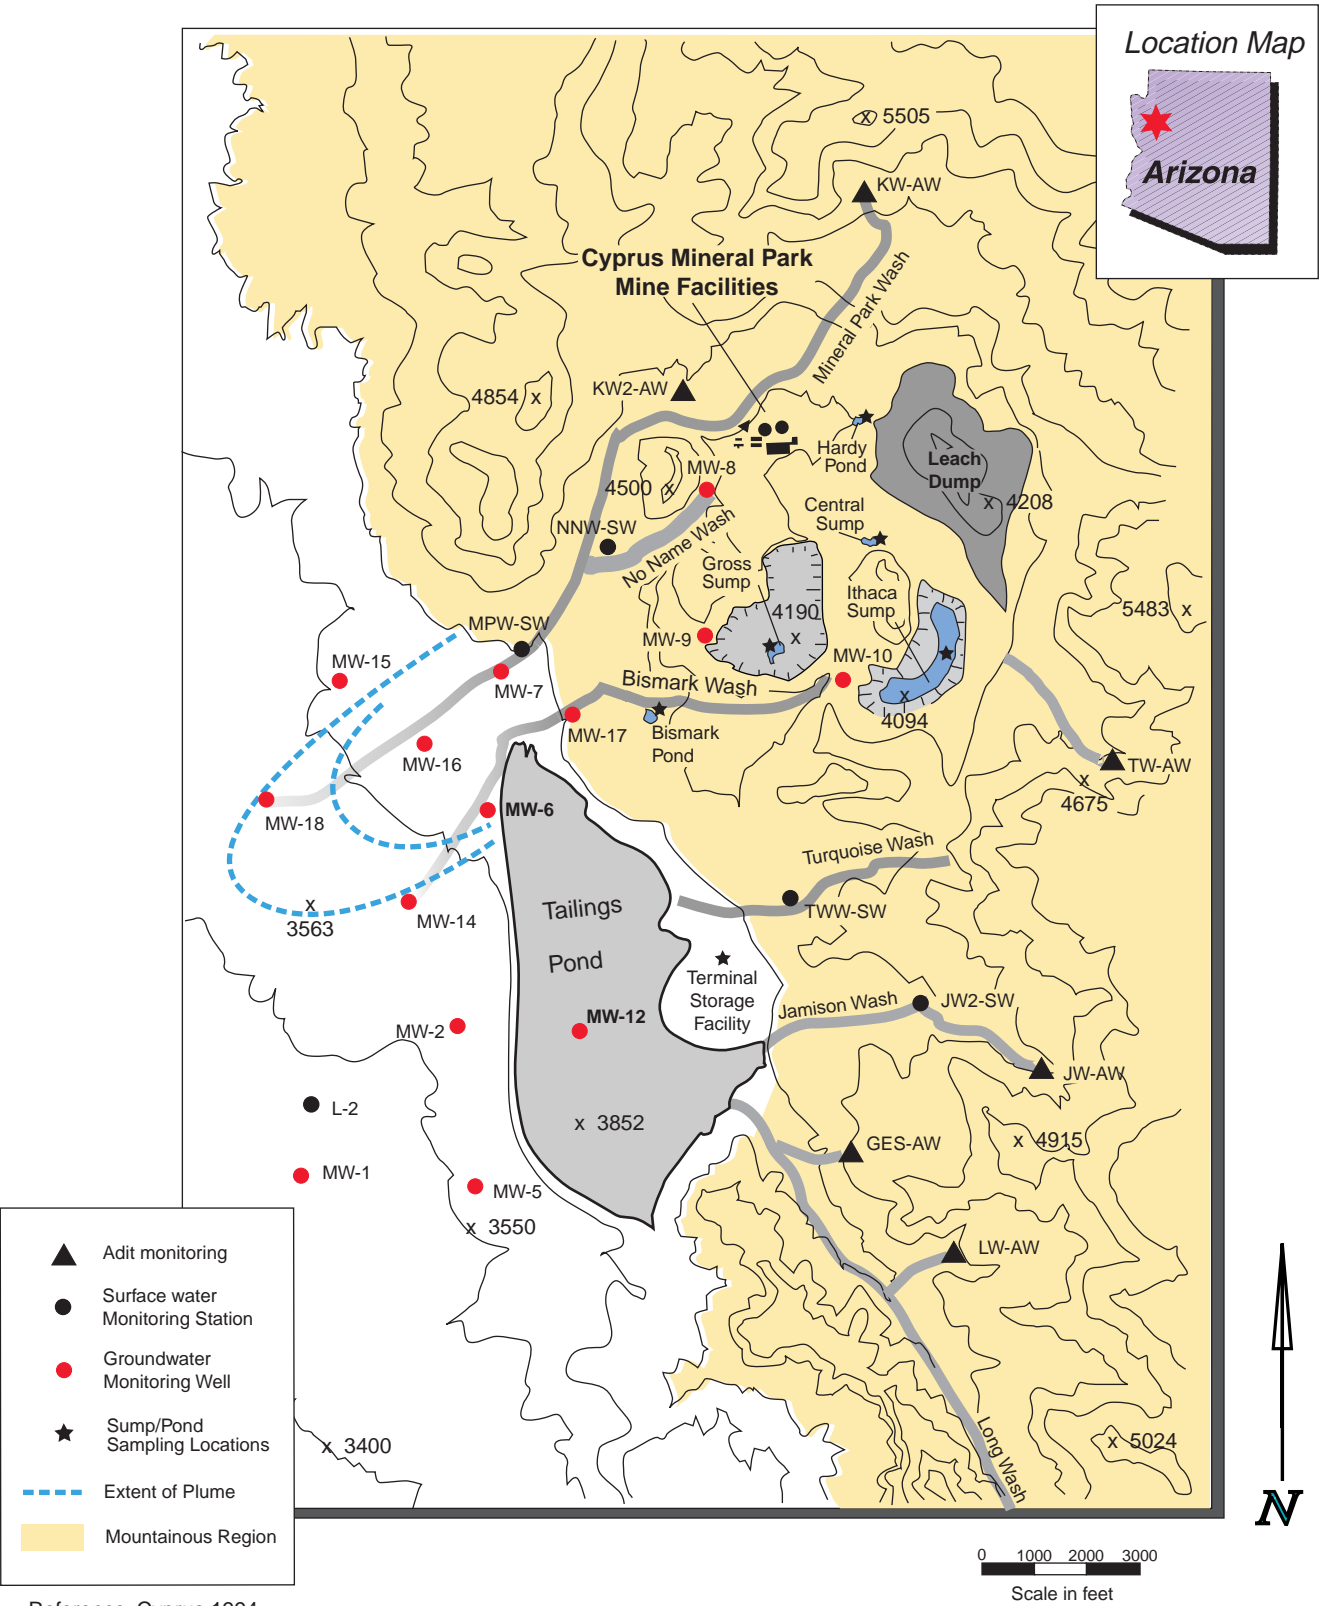 Location Map
Arizona
x 5505
KW-AW
Cyprus Mineral Park
Mine Facilities
Mineral Park Wash
KW2-AW
4854 x
Hardy
Pond
Leach
Dump
x 4208
MW-8
4500 x
Central
Sump
NNW-SW
No Name Wash
Gross
Sump
Ithaca
Sump
4190
x
5483 x
MPW-SW
MW-9
MW-10
MW-15
MW-7
Bismark Wash
x
4094
MW-17
Bismark
Pond
MW-16
TW-AW
x
4675
MW-6
MW-18
Turquoise Wash
x
3563
MW-14
Tailings
Pond
TWW-SW
Terminal
Storage
Facility
Jamison Wash
JW2-SW
MW-12
MW-2
JW-AW
L-2
x 3852
x 4915
GES-AW
MW-1
MW-5
x 3550
LW-AW
Long Wash
x 5024
x 3400
Adit monitoring
Surface water
Monitoring Station
Groundwater
Monitoring Well
Sump/Pond
Sampling Locations
Extent of Plume
Mountainous Region
N
0 1000 2000 3000
Scale in feet